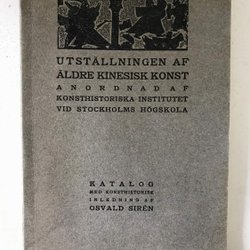 UTSTÄLLNINGEN AF
ÄLDRE KINESISK KONST
ANORDNAD AF
KONSTHISTORISKA INSTITUTET
VID STOCKHOLMS HÖGSKOLA
KATALOG
MED KONSTHISTORISK
INLEDNING AF
OSVALD SIRÉN